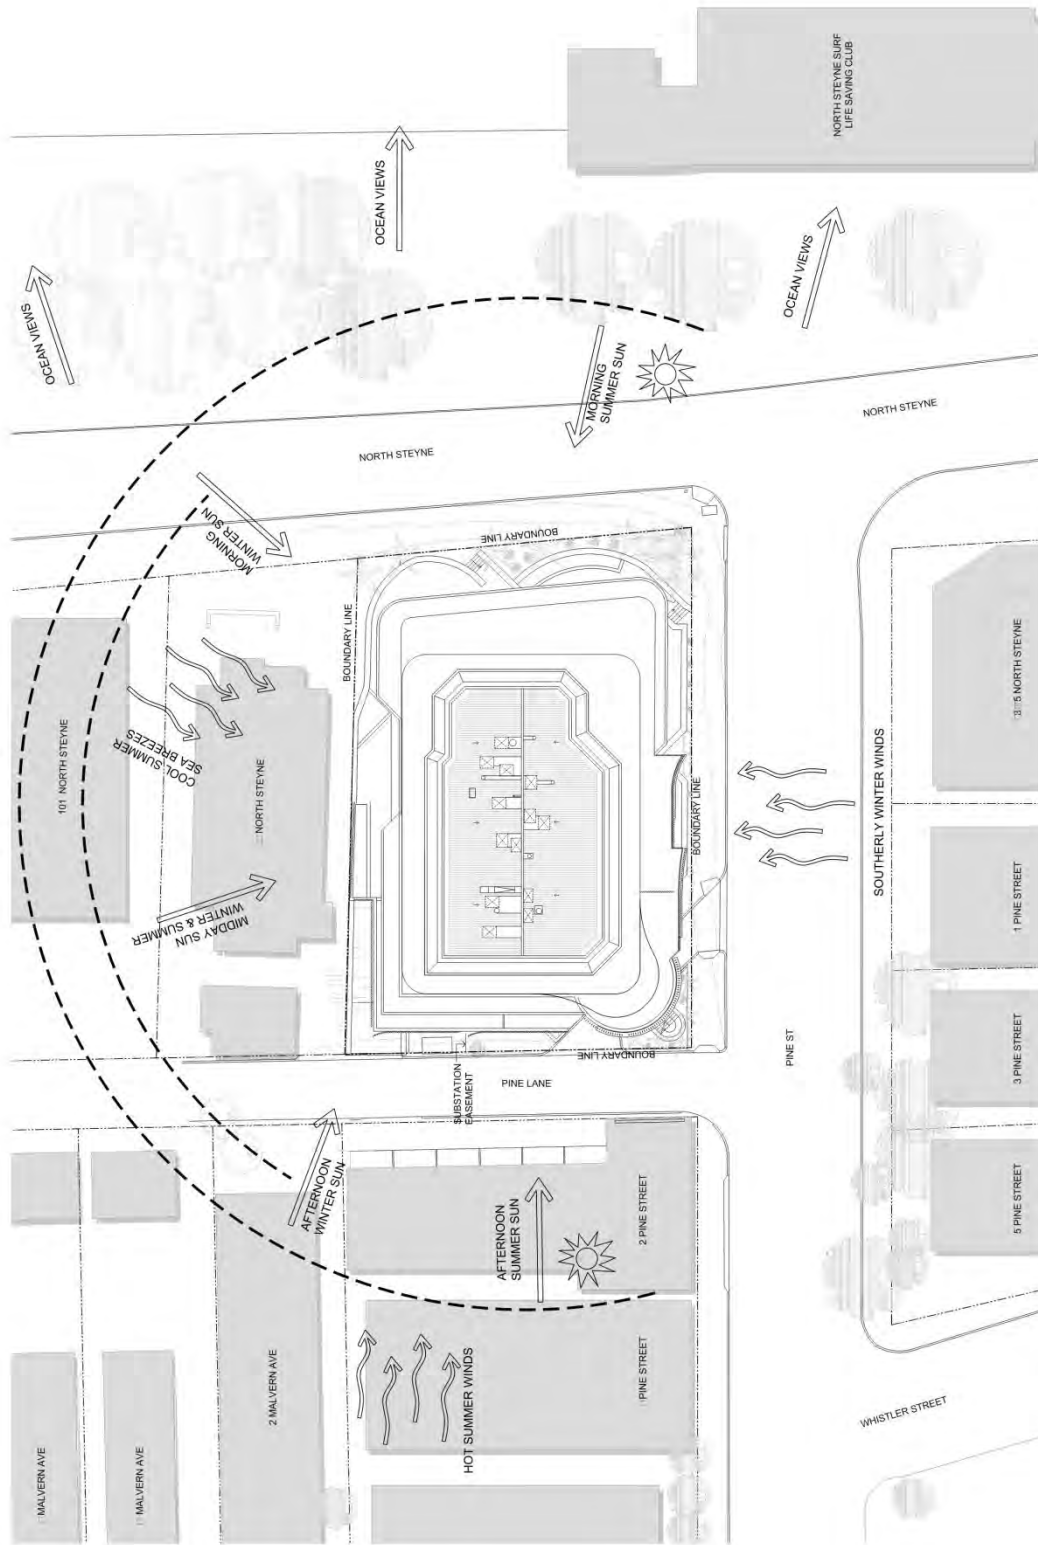 NORTH STEYNE SURF
LIFE SAVING CLUB
OCEAN VIEWS
OCEAN VIEWS
OCEAN VIEWS
MORNING
SUMMER SUN
NORTH STEYNE
NORTH STEYNE
MORNING
WINTER SUN
BOUNDARY LINE
BOUNDARY LINE
101 NORTH STEYNE
COOL SUMMER
SEA BREEZES
NORTH STEYNE
5 NORTH STEYNE
BOUNDARY LINE
SOUTHERLY WINTER WINDS
MIDDAY SUN
WINTER & SUMMER
1 PINE STREET
BOUNDARY LINE
PINE ST
3 PINE STREET
PINE LANE
SUBSTATION
EASEMENT
AFTERNOON
WINTER SUN
AFTERNOON
SUMMER SUN
2 PINE STREET
5 PINE STREET
2 MALVERN AVE
HOT SUMMER WINDS
PINE STREET
WHISTLER STREET
MALVERN AVE
MALVERN AVE